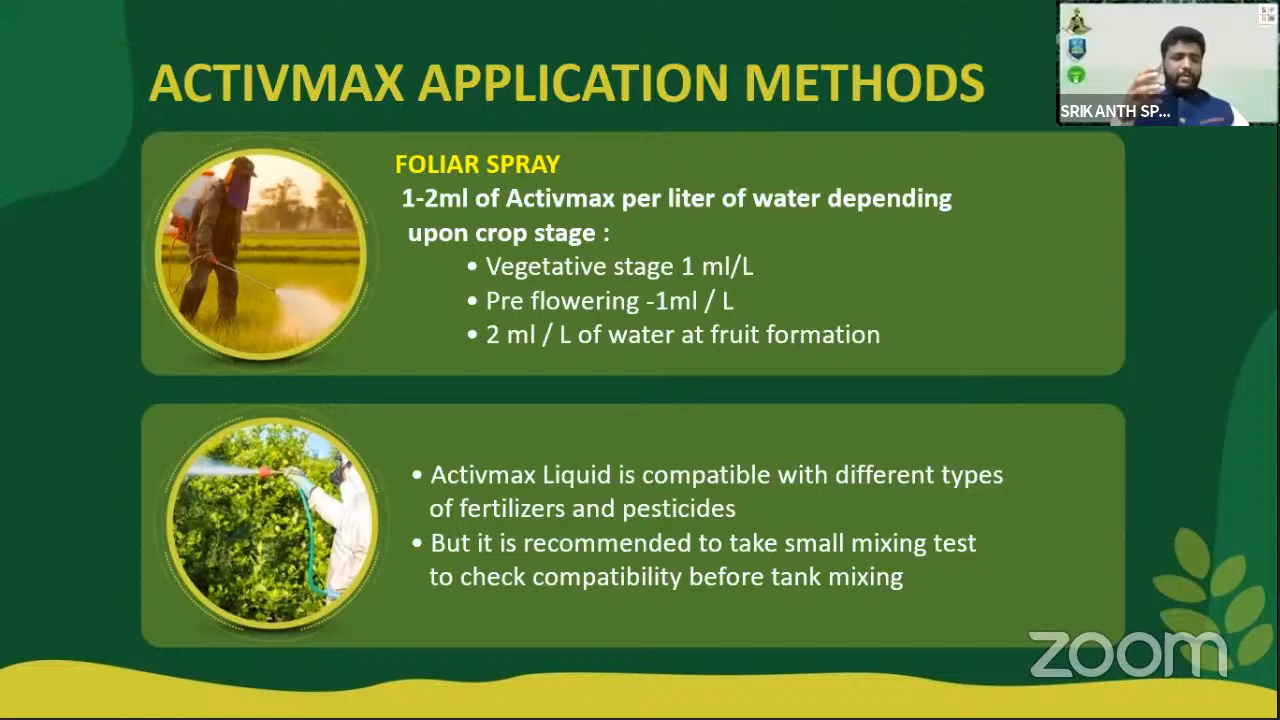 ACTIVMAX APPLICATION METHODS
SRIKANTH SP...
FOLIAR SPRAY
1-2ml of Activmax per liter of water depending
upon crop stage :
• Vegetative stage 1 ml/L
• Pre flowering -1ml / L
• 2 ml / L of water at fruit formation
• Activmax Liquid is compatible with different types
of fertilizers and pesticides
• But it is recommended to take small mixing test
to check compatibility before tank mixing
zoom